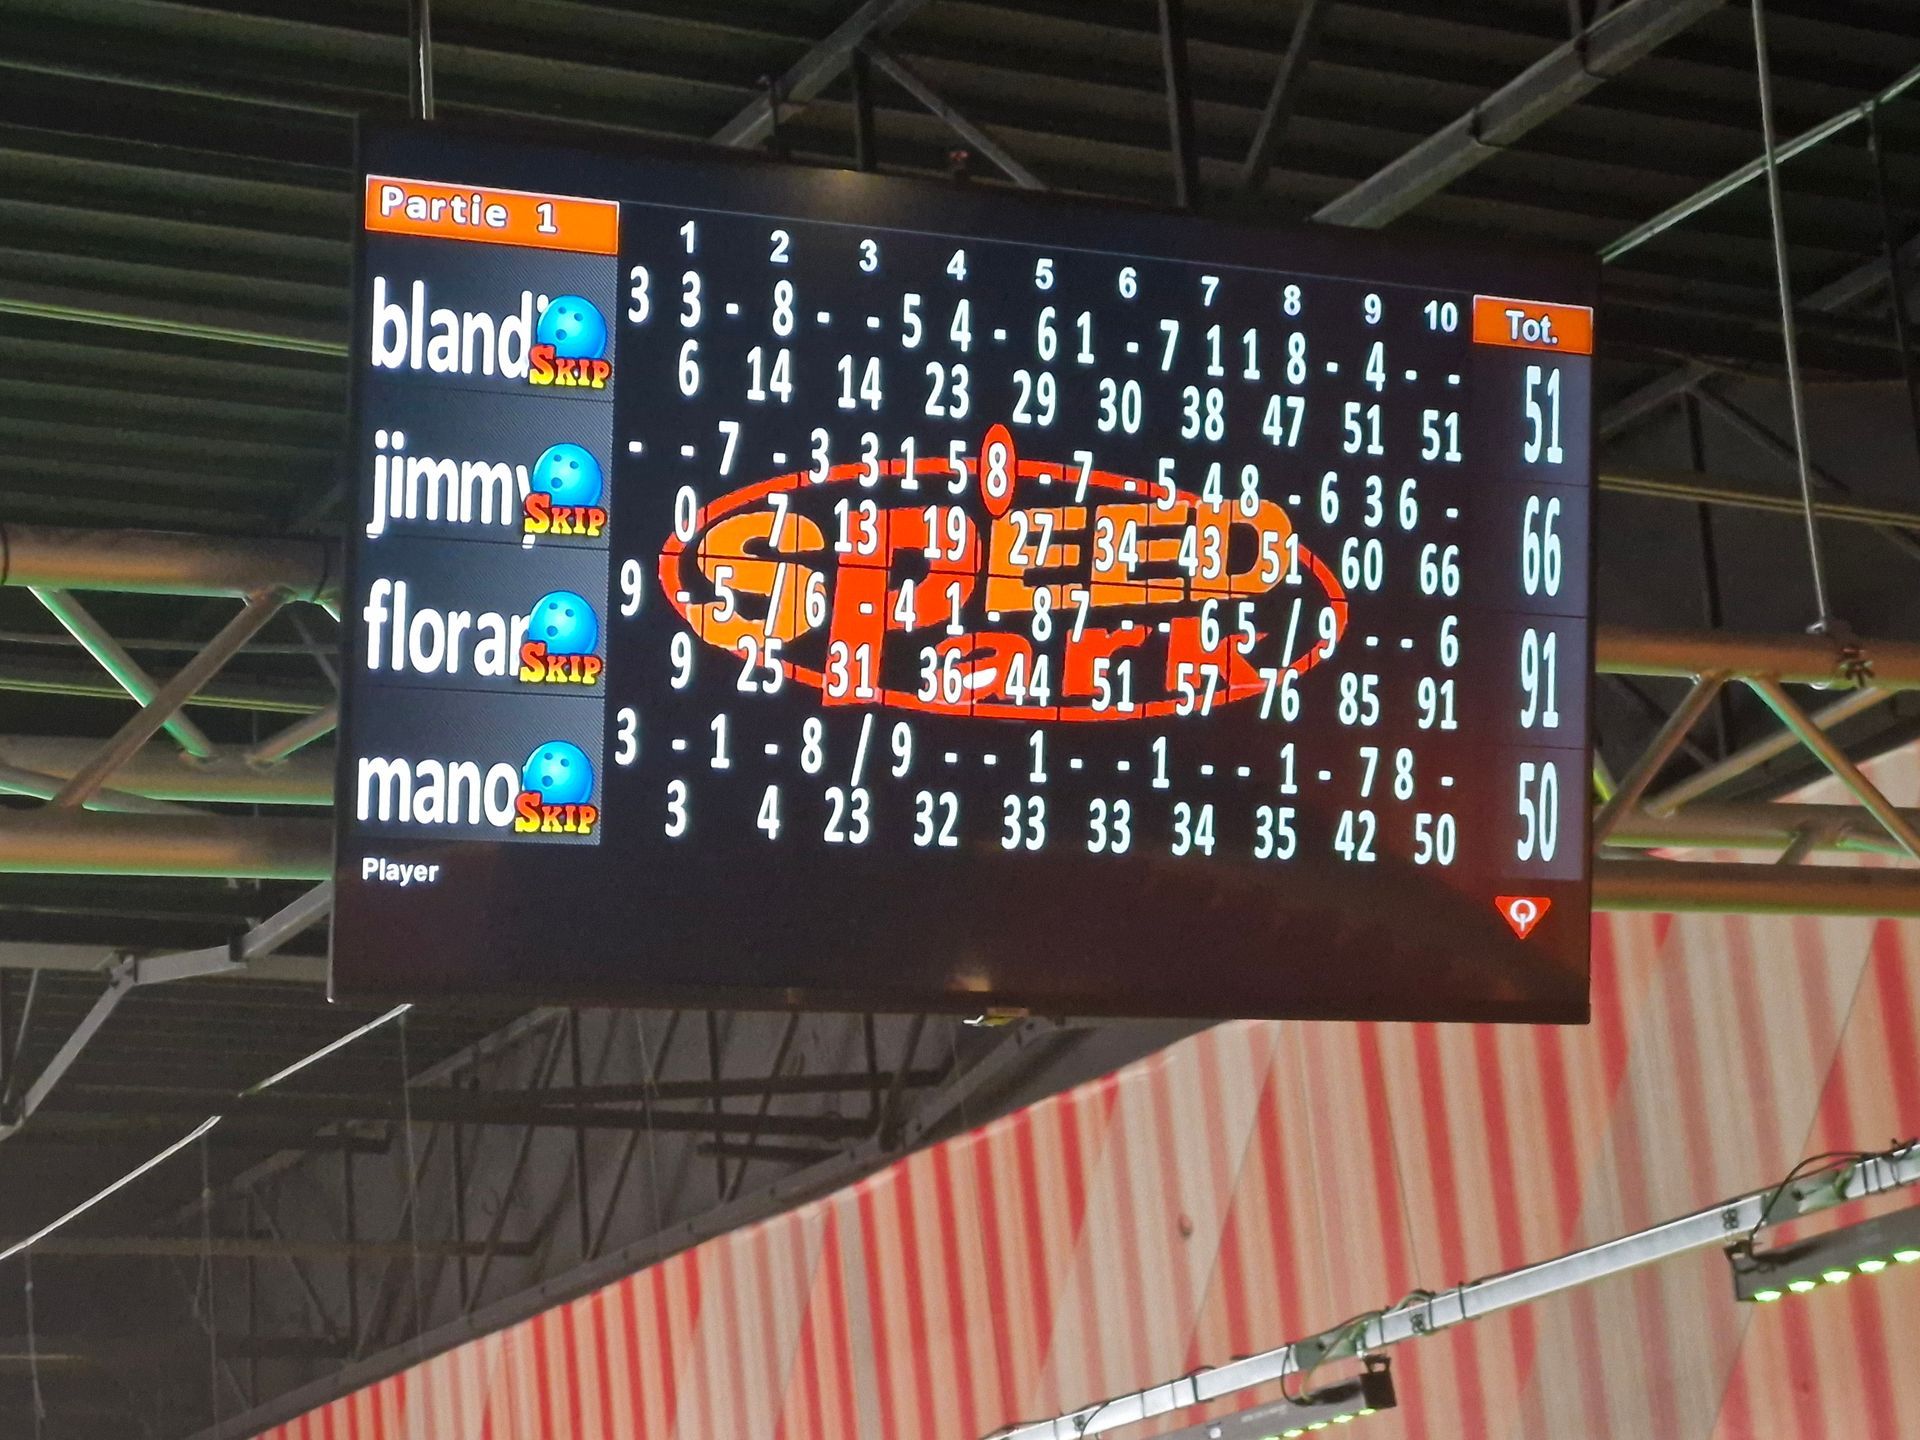 Partie 1
1 2 3 4 5 6 7 8 9 10 Tot.
3 3 - 8 - - 5 4 - 6 1 - 7 1 1 8 - 4 - -
SKIP
6 14 14 23 29 30 38 47 51 51 51
- - 7 - 3 3 1 5 8 - 7 - 5 4 8 - 6 3 6 -
jimmy SKIP
0 7 13 19 27 34 43 51 60 66 66
9 - 5 / 6 - 4 1 - 8 7 - - 6 5 / 9 - - 6
SKIP
9 25 31 36 44 51 57 76 85 91 91
3 - 1 - 8 / 9 - - 1 - - 1 - - 1 - 7 8 -
mano SKIP
3 4 23 32 33 33 34 35 42 50 50
SPEED
Park
Player